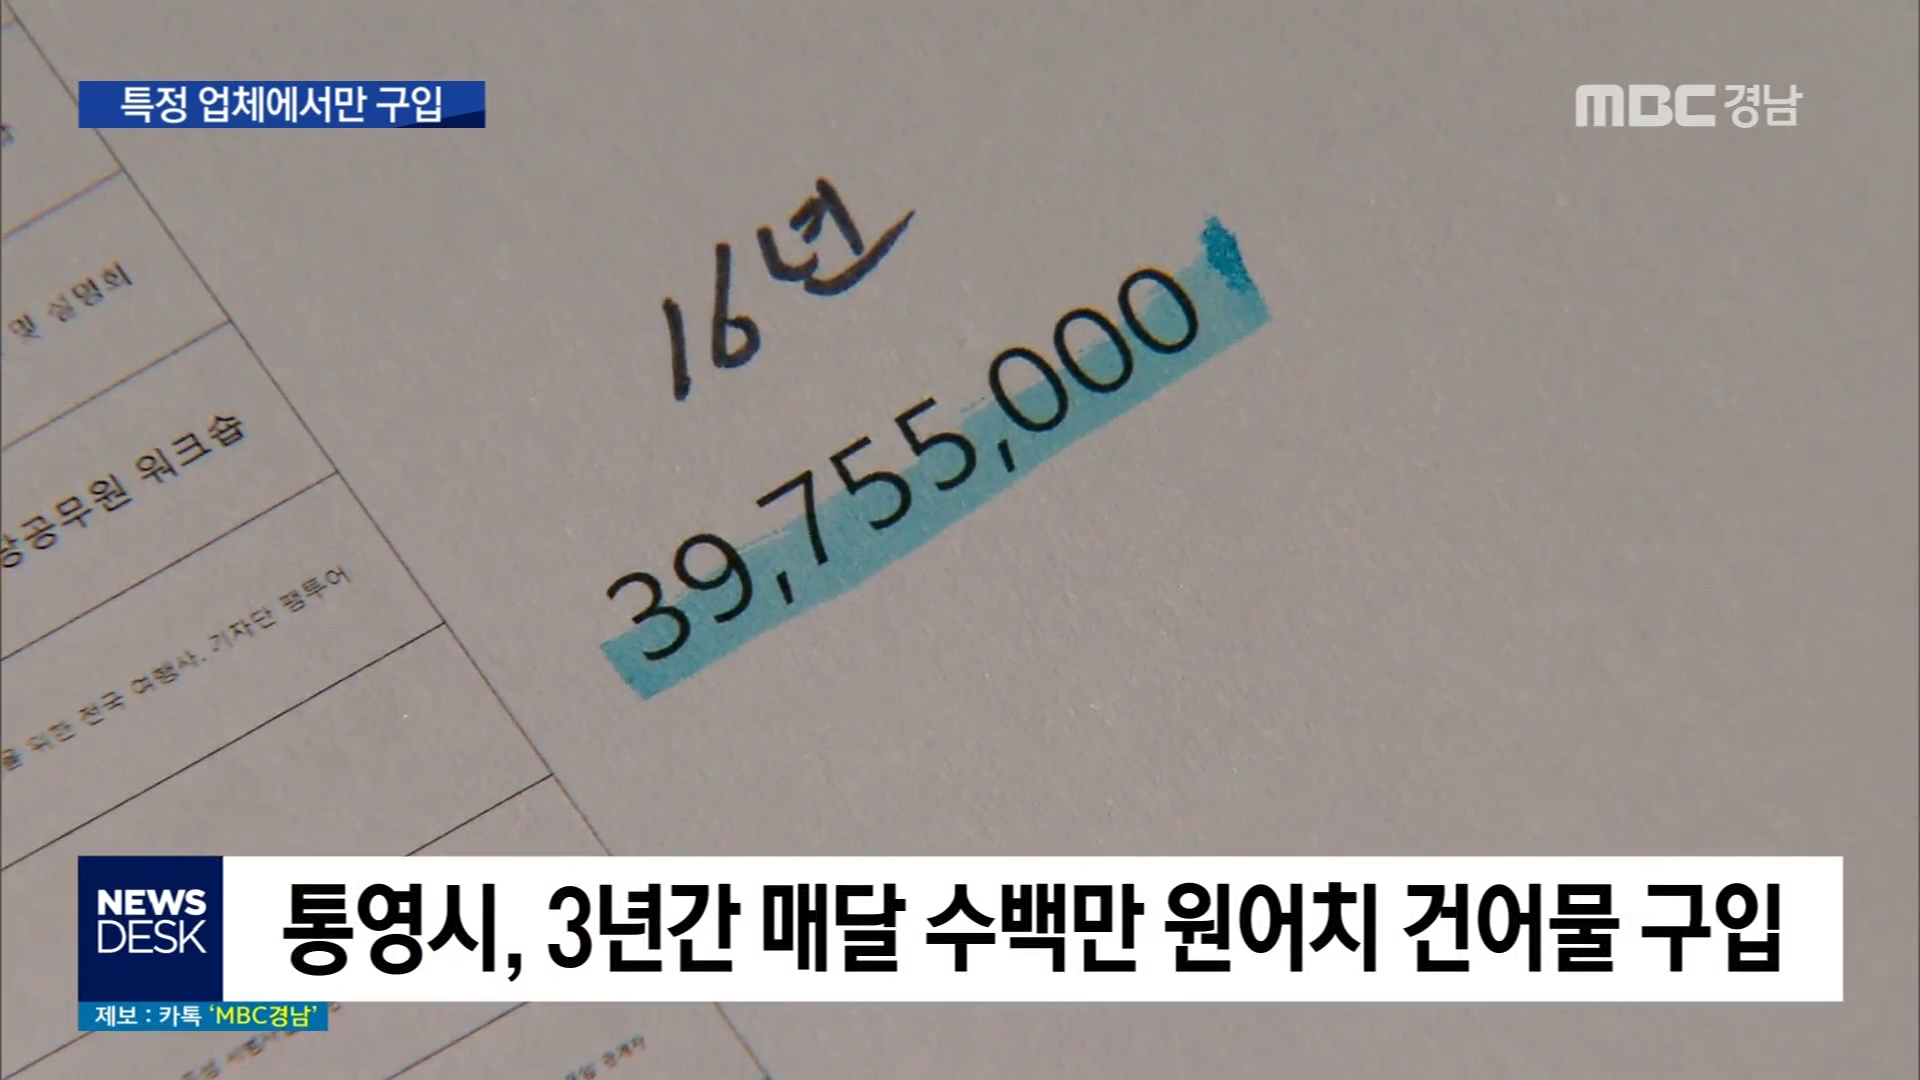 특정 업체에서만 구입
MBC경남
16년
39,755,000
및 설명회
공무원 워크숍
위한 전국 여행사, 기자단 팸투어
NEWS
DESK
통영시, 3년간 매달 수백만 원어치 건어물 구입
제보 : 카톡 ‘MBC경남’